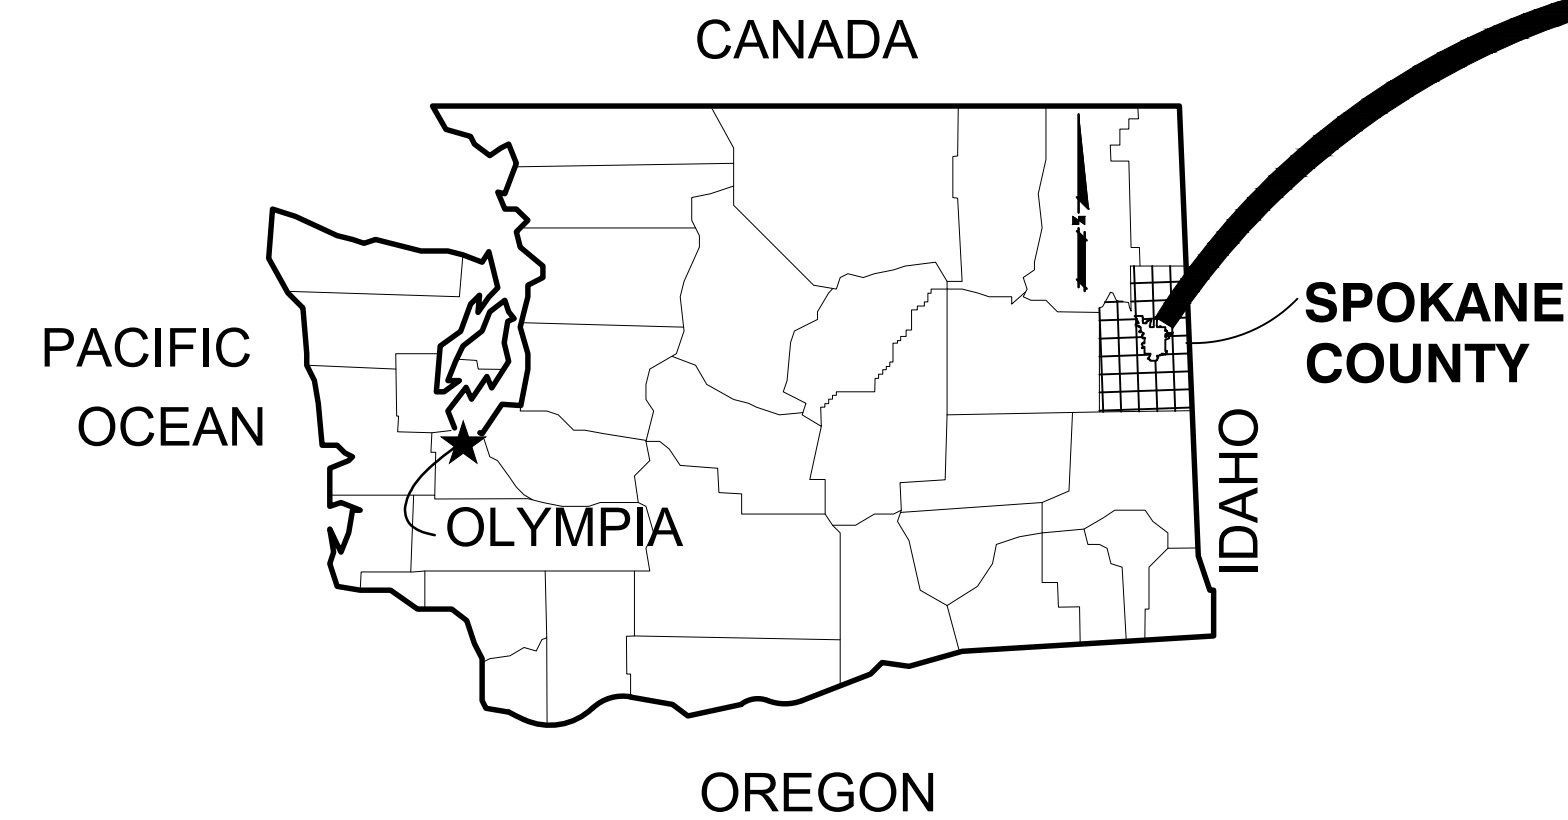 CANADA
PACIFIC
OCEAN
SPOKANE
COUNTY
IDAHO
OLYMPIA
OREGON